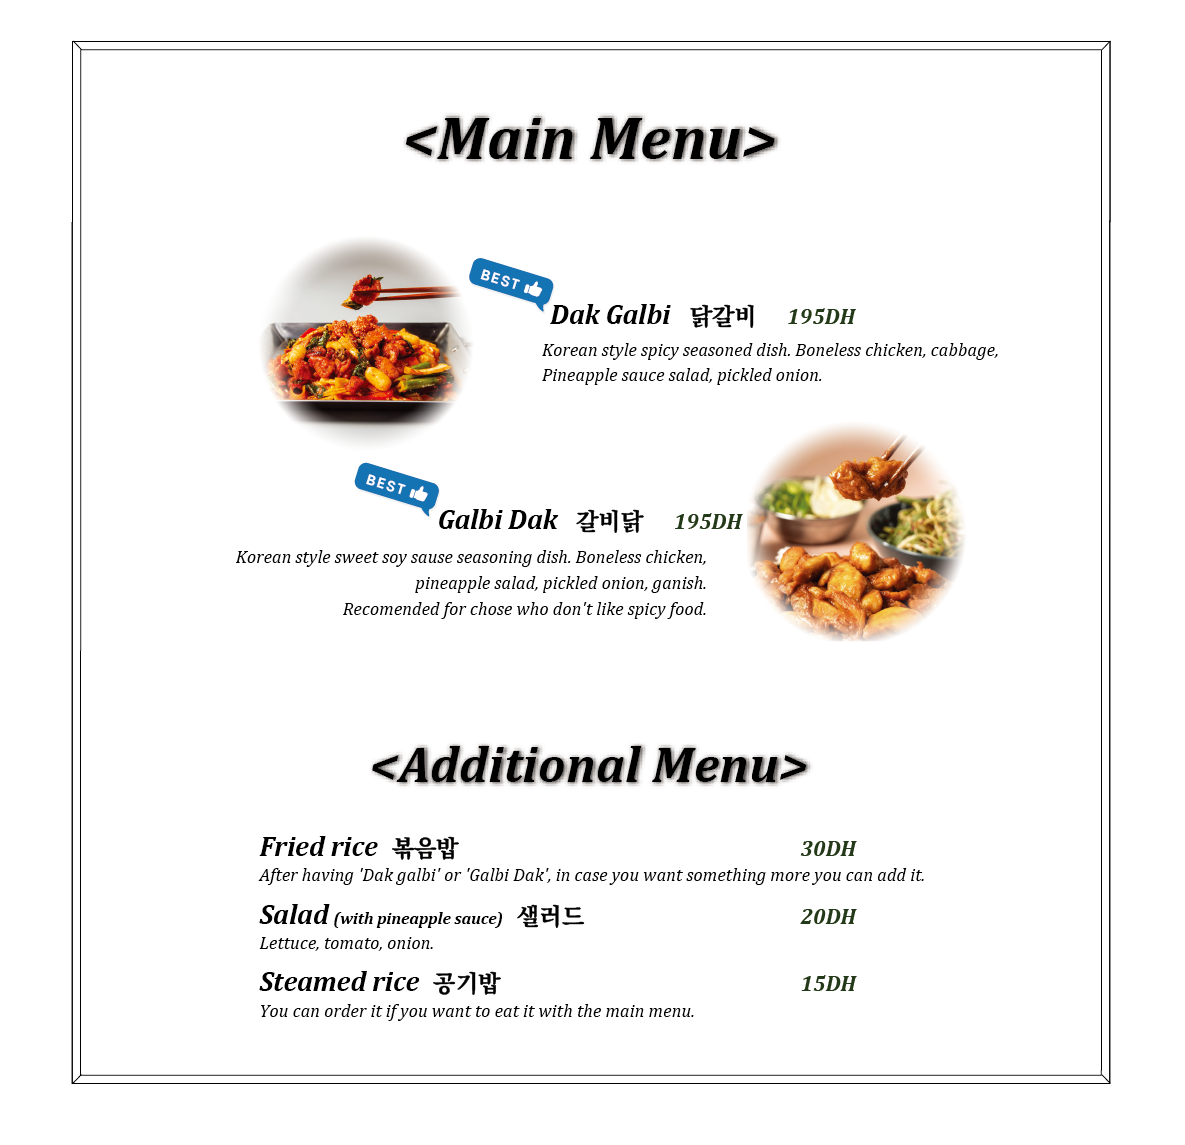 <Main Menu>
BEST
Dak Galbi 닭갈비 195DH
Korean style spicy seasoned dish. Boneless chicken, cabbage,
Pineapple sauce salad, pickled onion.
BEST
Galbi Dak 갈비닭 195DH
Korean style sweet soy sause seasoning dish. Boneless chicken,
pineapple salad, pickled onion, ganish.
Recomended for chose who don't like spicy food.
<Additional Menu>
Fried rice 볶음밥 30DH
After having 'Dak galbi' or 'Galbi Dak', in case you want something more you can add it.
Salad (with pineapple sauce)샐러드 20DH
Lettuce, tomato, onion.
Steamed rice 공기밥 15DH
You can order it if you want to eat it with the main menu.